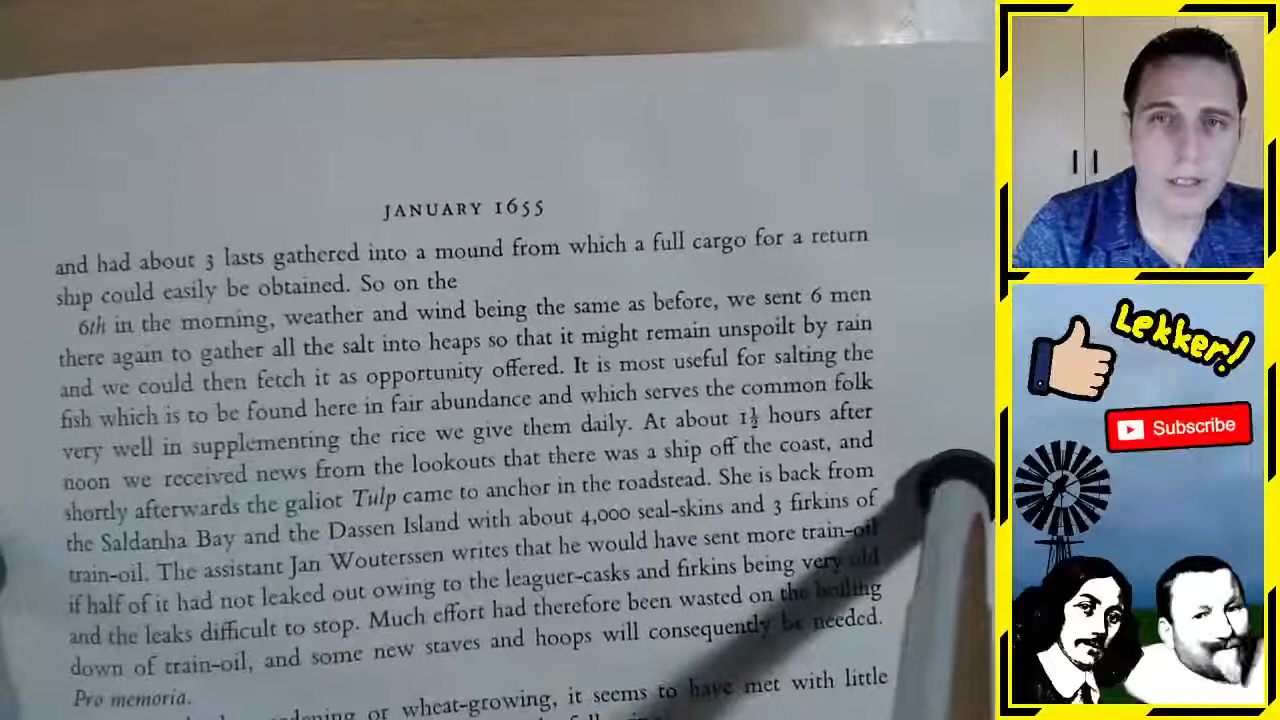 JANUARY 1655
and had about 3 lasts gathered into a mound from which a full cargo for a return
ship could easily be obtained. So on the
6th in the morning, weather and wind being the same as before, we sent 6 men
there again to gather all the salt into heaps so that it might remain unspoilt by rain
and we could then fetch it as opportunity offered. It is most useful for salting the
fish which is to be found here in fair abundance and which serves the common folk
very well in supplementing the rice we give them daily. At about 1½ hours after
noon we received news from the lookouts that there was a ship off the coast, and
shortly afterwards the galiot Tulp came to anchor in the roadstead. She is back from
the Saldanha Bay and the Dassen Island with about 4,000 seal-skins and 3 firkins of
train-oil. The assistant Jan Wouterssen writes that he would have sent more train-oil
if half of it had not leaked out owing to the leaguer-casks and firkins being very old
and the leaks difficult to stop. Much effort had therefore been wasted on the boiling
down of train-oil, and some new staves and hoops will consequently be needed.
Pro memoria.
or wheat-growing, it seems to have met with little
Lekker!
Subscribe